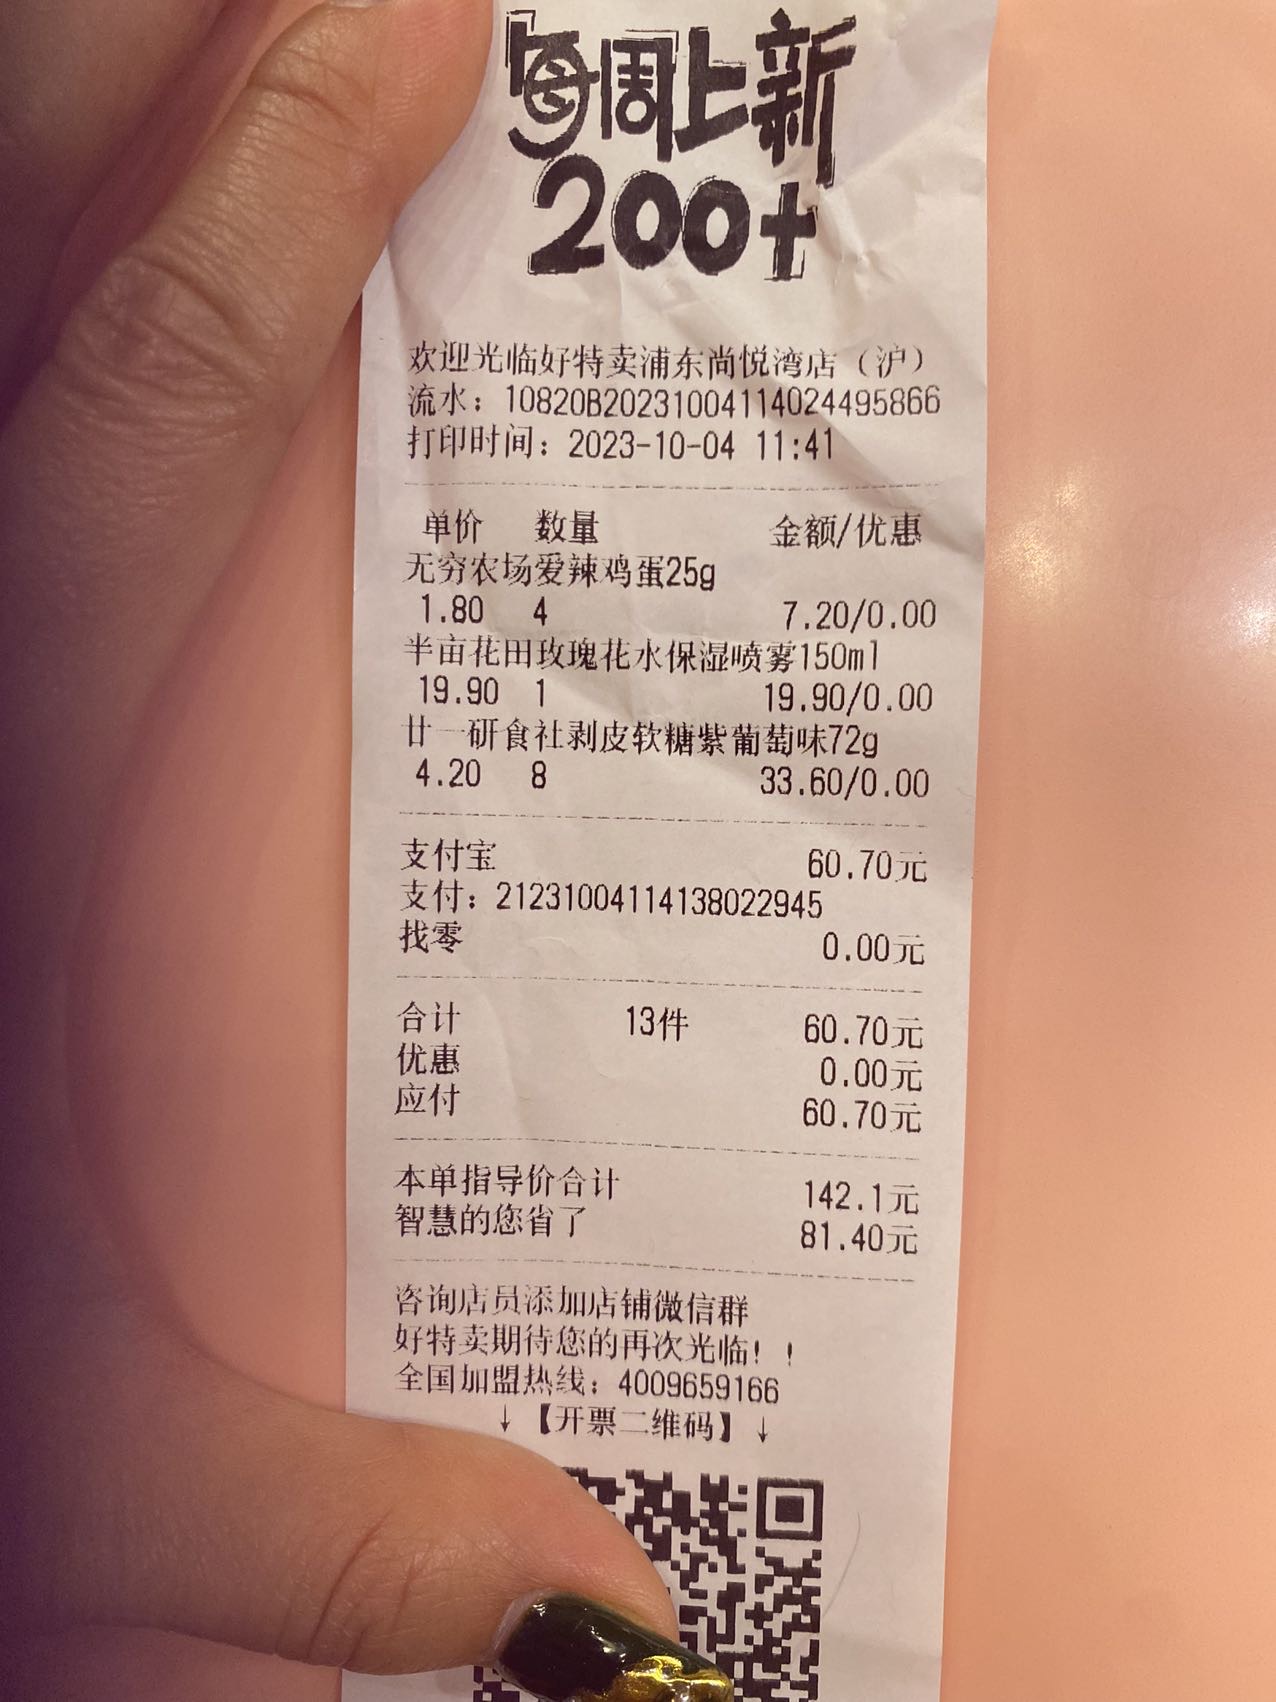 每周上新
200+
欢迎光临好特卖浦东尚悦湾店（沪）
流水：10820B20231004114024495866
打印时间：2023-10-04 11:41
单价 数量 金额/优惠
无穷农场爱辣鸡蛋25g
1.80 4 7.20/0.00
半亩花田玫瑰花水保湿喷雾150ml
19.90 1 19.90/0.00
廿一研食社剥皮软糖紫葡萄味72g
4.20 8 33.60/0.00
支付宝 60.70元
支付：21231004114138022945
找零 0.00元
合计 13件 60.70元
优惠 0.00元
应付 60.70元
本单指导价合计 142.1元
智慧的您省了 81.40元
咨询店员添加店铺微信群
好特卖期待您的再次光临！！
全国加盟热线：4009659166
↓【开票二维码】↓